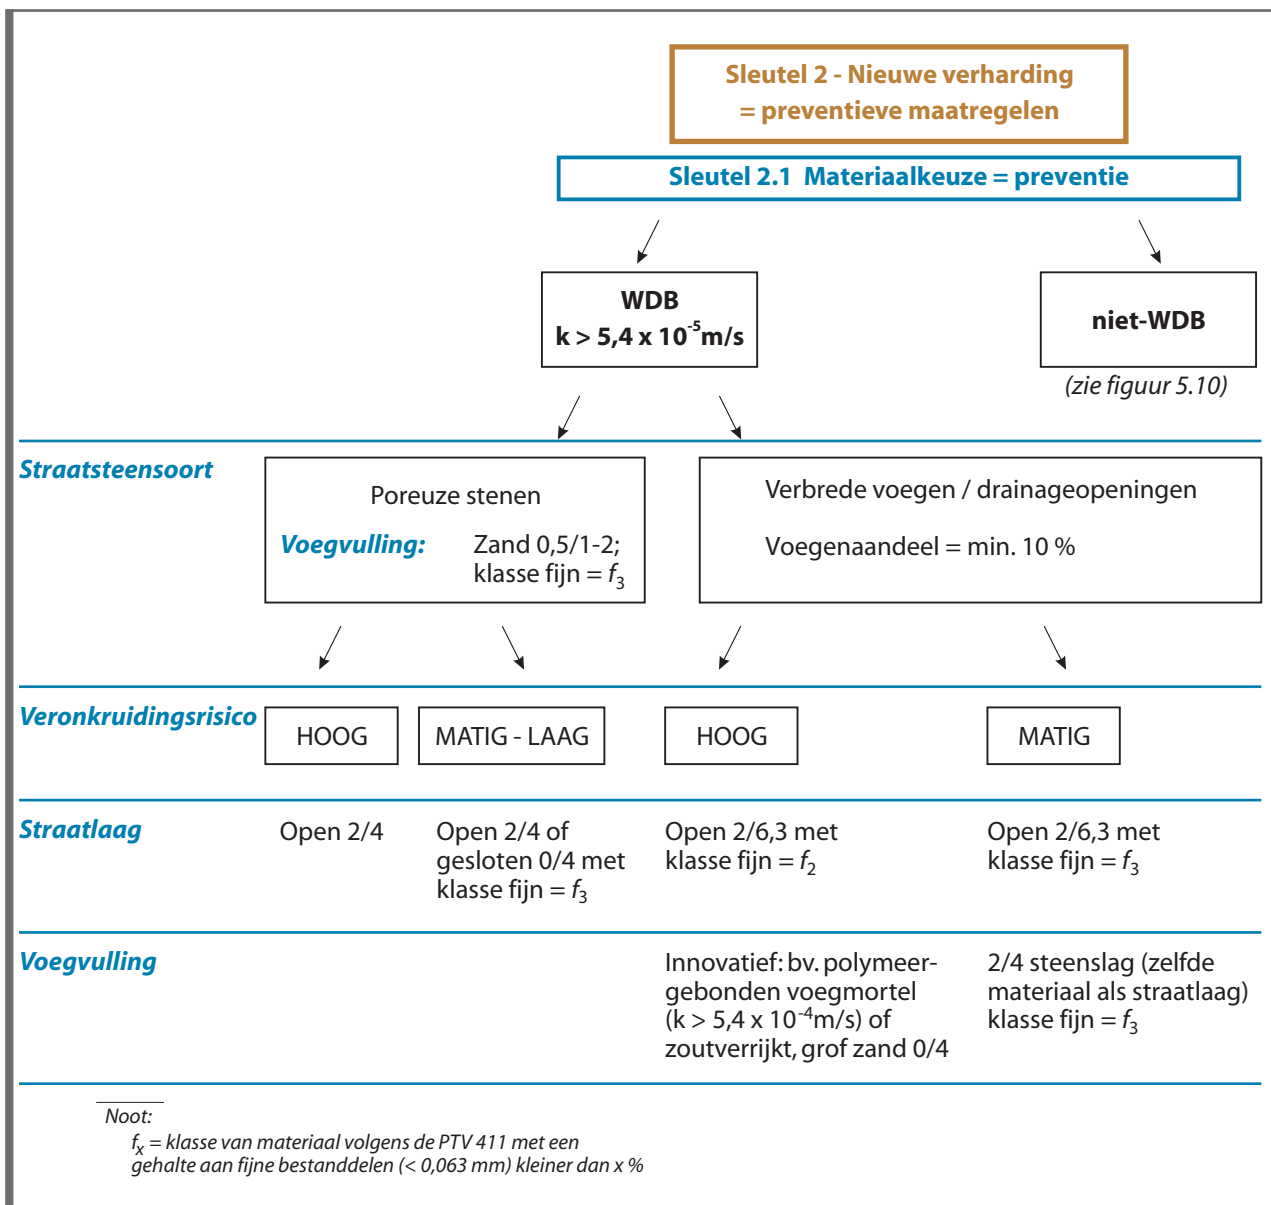 Sleutel 2 - Nieuwe verharding
= preventieve maatregelen
Sleutel 2.1 Materiaalkeuze = preventie
WDB
k > 5,4 x 10⁻⁵m/s
niet-WDB
(zie figuur 5.10)
Straatsteensoort
Poreuze stenen
Voegvulling: Zand 0,5/1-2;
klasse fijn = f₃
Verbrede voegen / drainageopeningen
Voegenaandeel = min. 10 %
Veronkruidingsrisico
HOOG
MATIG - LAAG
HOOG
MATIG
Straatlaag
Open 2/4
Open 2/4 of
gesloten 0/4 met
klasse fijn = f₃
Open 2/6,3 met
klasse fijn = f₂
Open 2/6,3 met
klasse fijn = f₃
Voegvulling
Innovatief: bv. polymeer-
gebonden voegmortel
(k > 5,4 x 10⁻⁴m/s) of
zoutverrijkt, grof zand 0/4
2/4 steenslag (zelfde
materiaal als straatlaag)
klasse fijn = f₃
Noot:
fₓ = klasse van materiaal volgens de PTV 411 met een
gehalte aan fijne bestanddelen (< 0,063 mm) kleiner dan x %